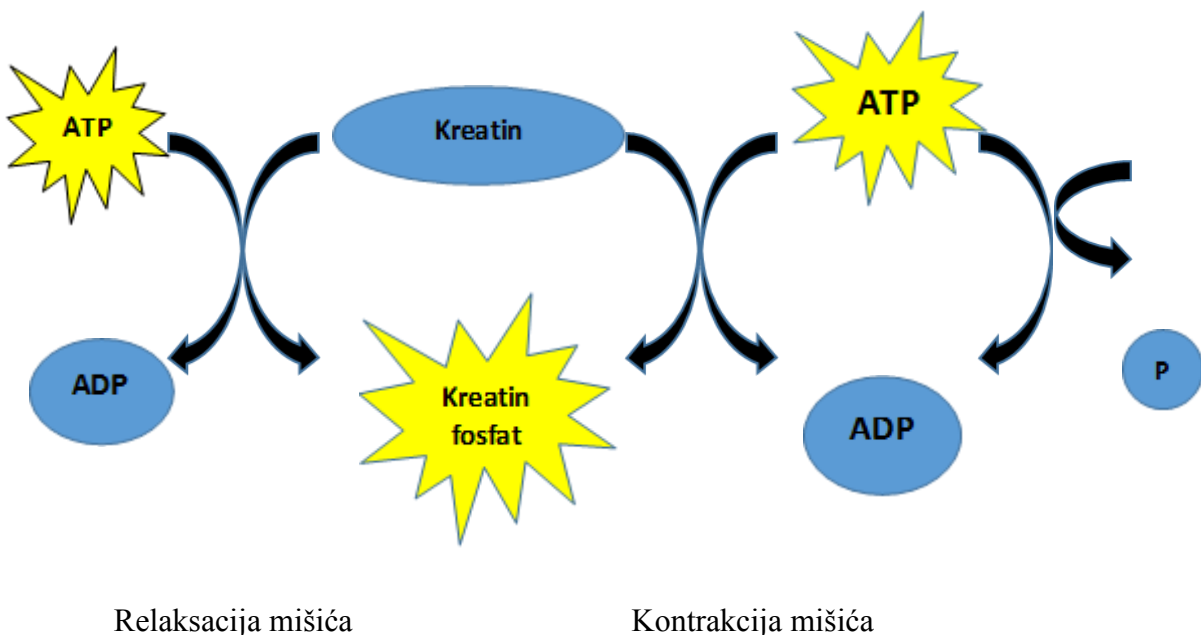 ATP
Kreatin
ATP
ADP
Kreatin
fosfat
ADP
P
Relaksacija mišića
Kontrakcija mišića